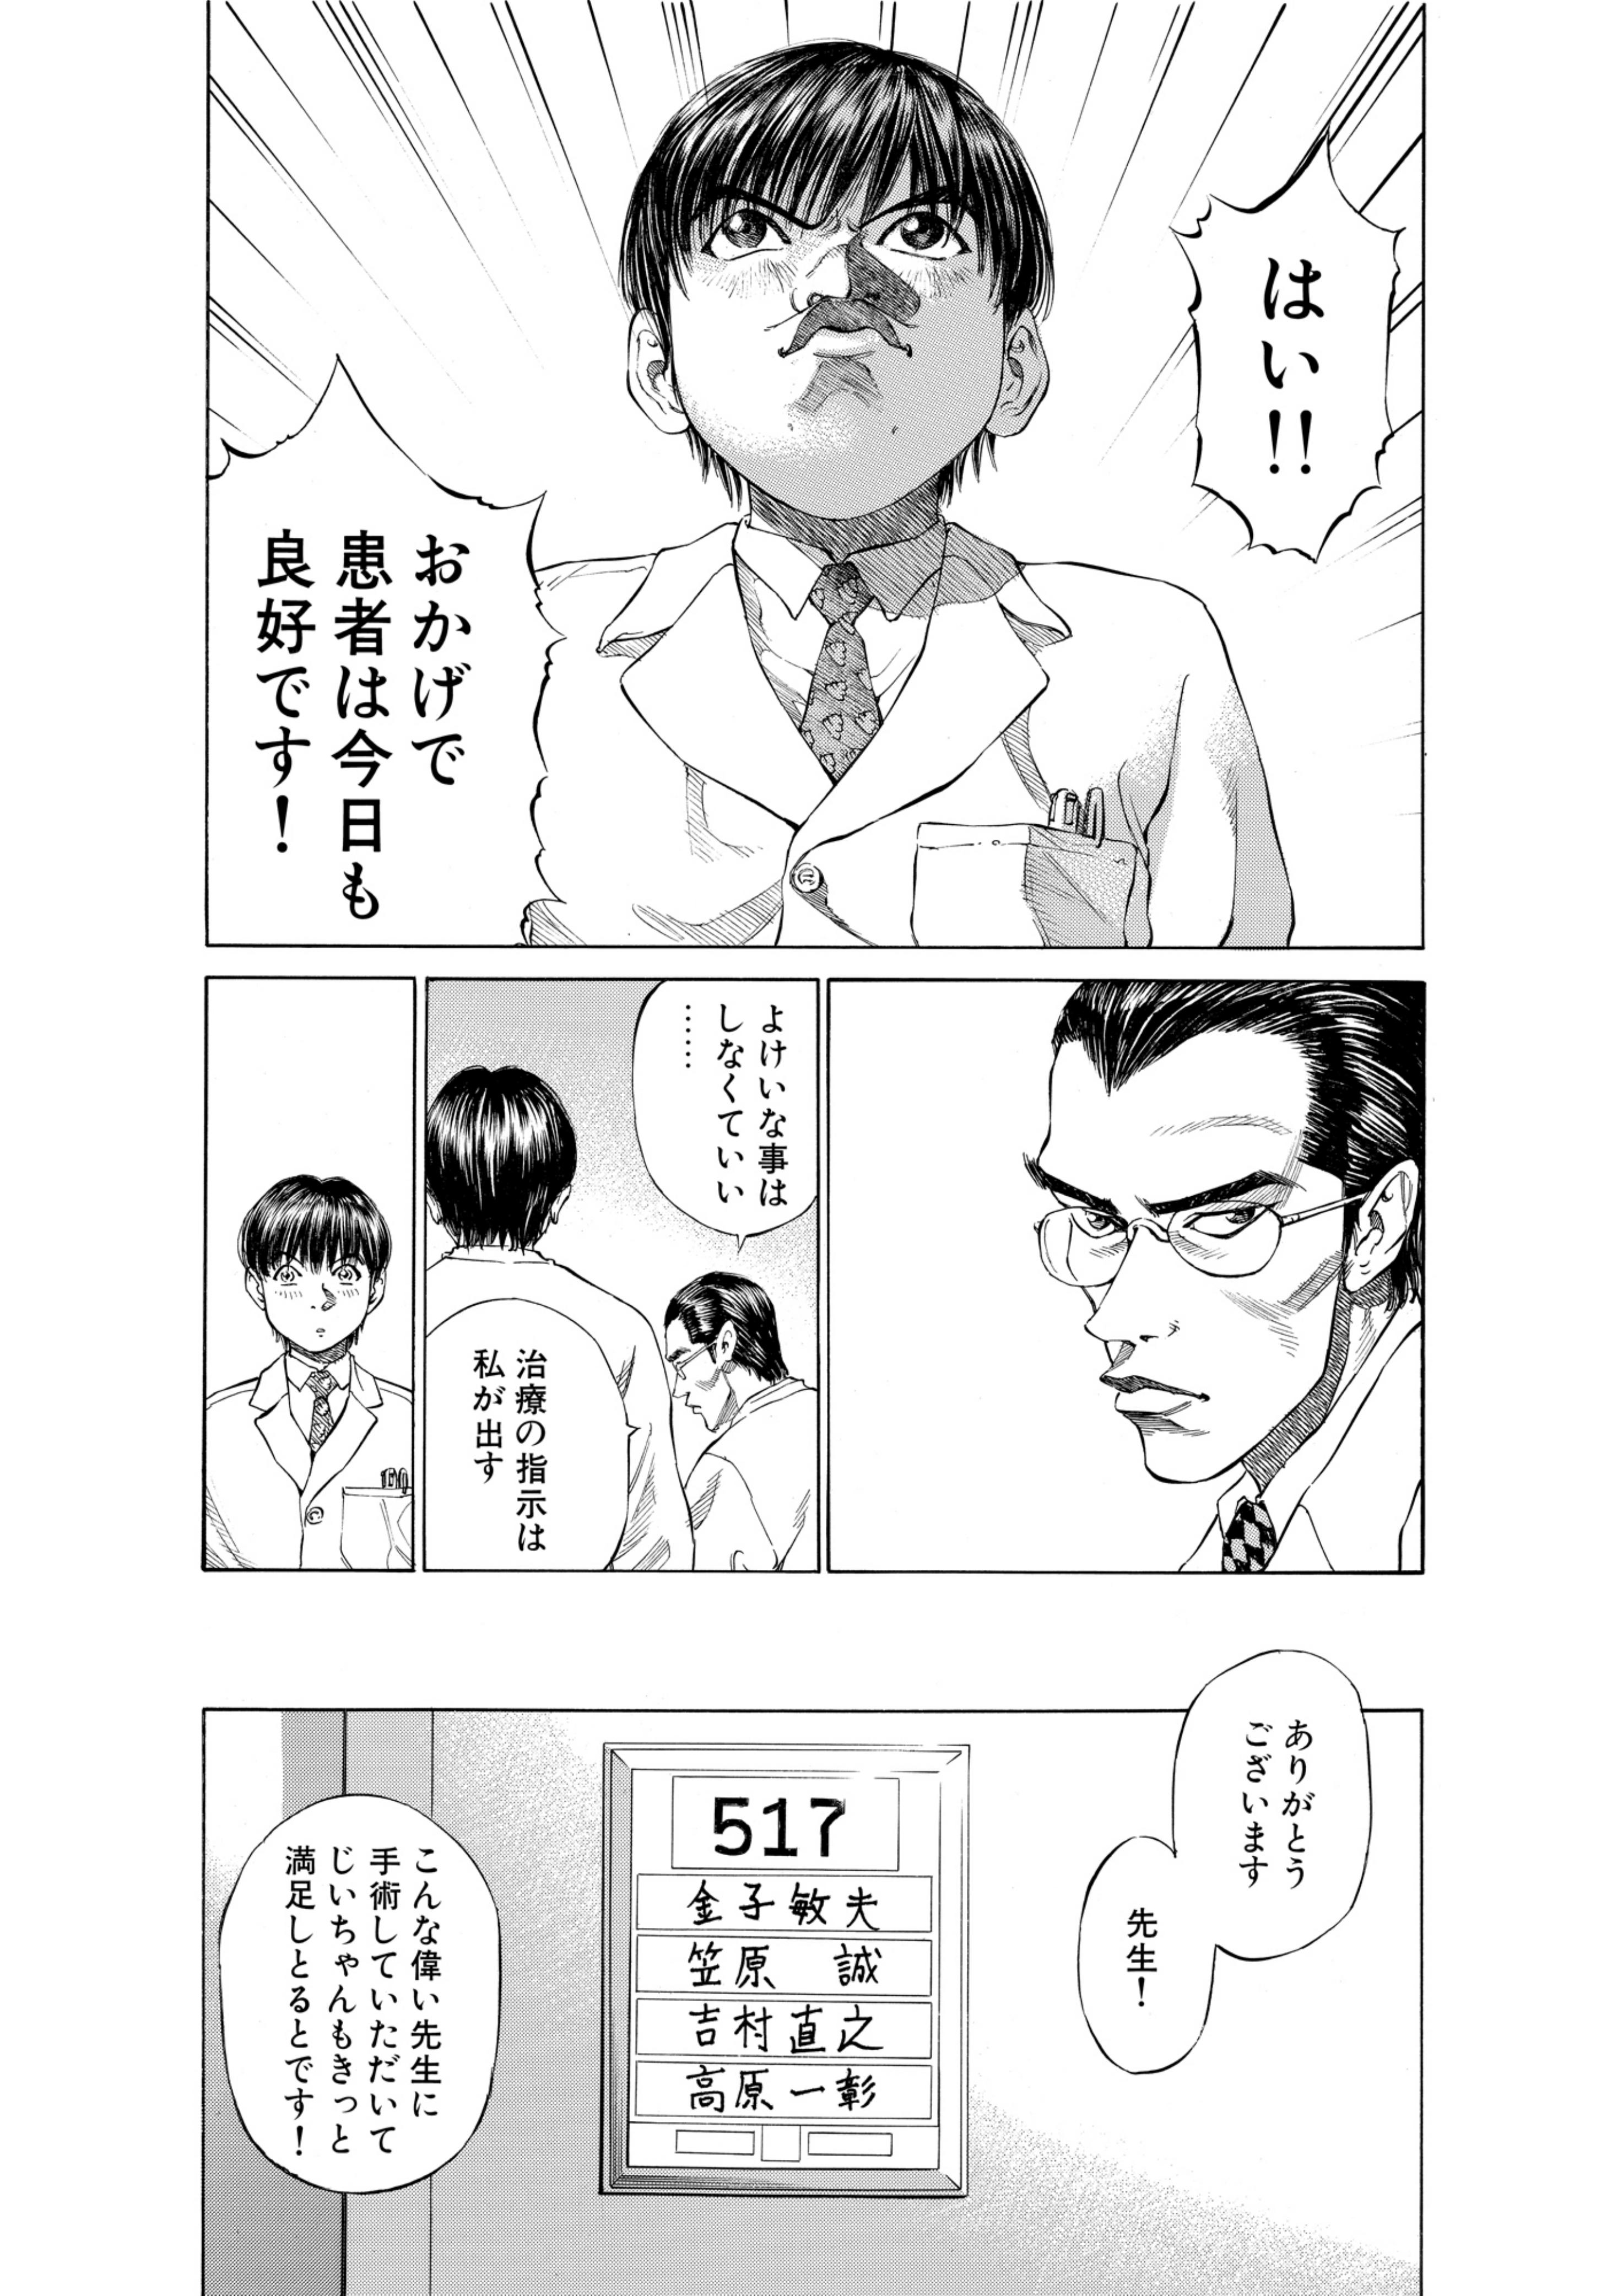 はい!!
おかげで
患者は今日も
良好です！
よけいな事は
しなくていい
……
治療の指示は
私が出す
ありがとう
ございます
先生！
517
金子敏夫
笠原　誠
吉村直之
高原一彰
こんな偉い先生に
手術していただいて
じいちゃんもきっと
満足しとるとです！